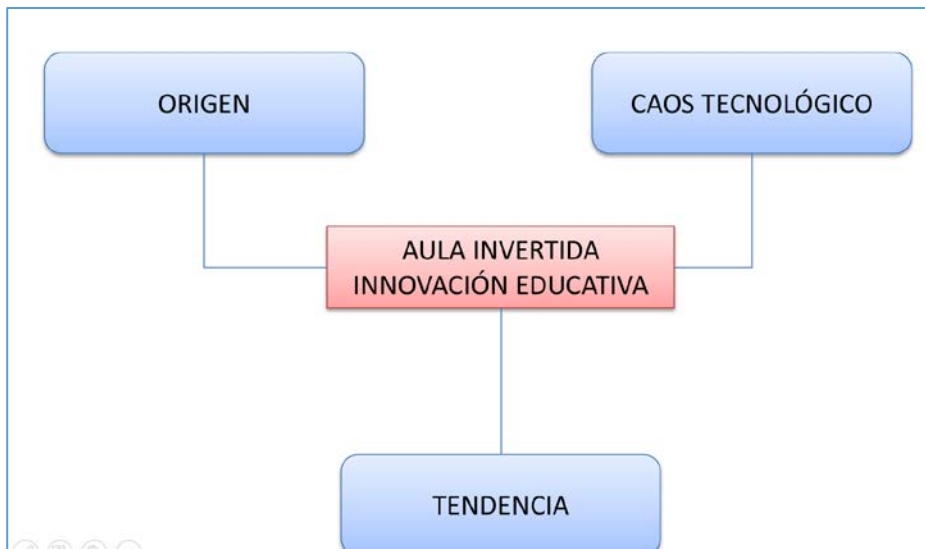 ORIGEN
CAOS TECNOLÓGICO
AULA INVERTIDA
INNOVACIÓN EDUCATIVA
TENDENCIA